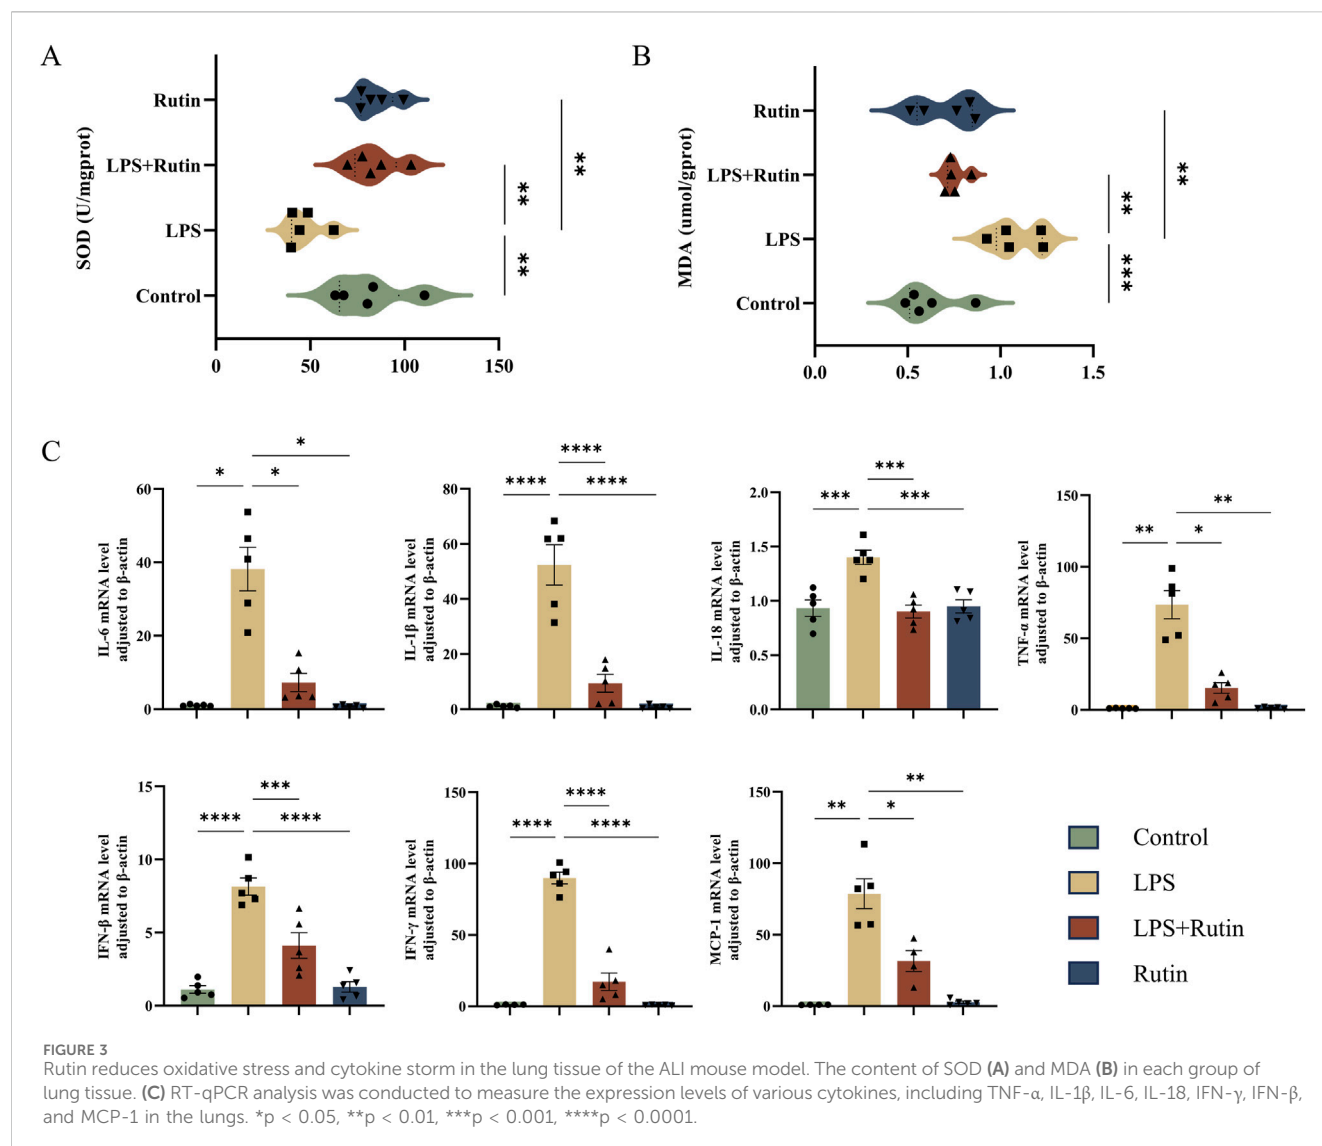 A
SOD (U/mgprot)
Rutin
LPS+Rutin
LPS
Control
0 50 100 150
**
**
**
B
MDA (umol/gprot)
Rutin
LPS+Rutin
LPS
Control
0.0 0.5 1.0 1.5
**
**
***
C
IL-6 mRNA level
adjusted to β-actin
60
40
20
0
*
*
*
IL-1β mRNA level
adjusted to β-actin
80
60
40
20
0
****
****
****
IL-18 mRNA level
adjusted to β-actin
2.0
1.5
1.0
0.5
0.0
***
***
***
TNF-α mRNA level
adjusted to β-actin
150
100
50
0
**
**
*
IFN-β mRNA level
adjusted to β-actin
15
10
5
0
***
****
****
IFN-γ mRNA level
adjusted to β-actin
150
100
50
0
****
****
****
MCP-1 mRNA level
adjusted to β-actin
150
100
50
0
**
**
*
Control
LPS
LPS+Rutin
Rutin
FIGURE 3
Rutin reduces oxidative stress and cytokine storm in the lung tissue of the ALI mouse model. The content of SOD (A) and MDA (B) in each group of
lung tissue. (C) RT-qPCR analysis was conducted to measure the expression levels of various cytokines, including TNF-α, IL-1β, IL-6, IL-18, IFN-γ, IFN-β,
and MCP-1 in the lungs. *p < 0.05, **p < 0.01, ***p < 0.001, ****p < 0.0001.